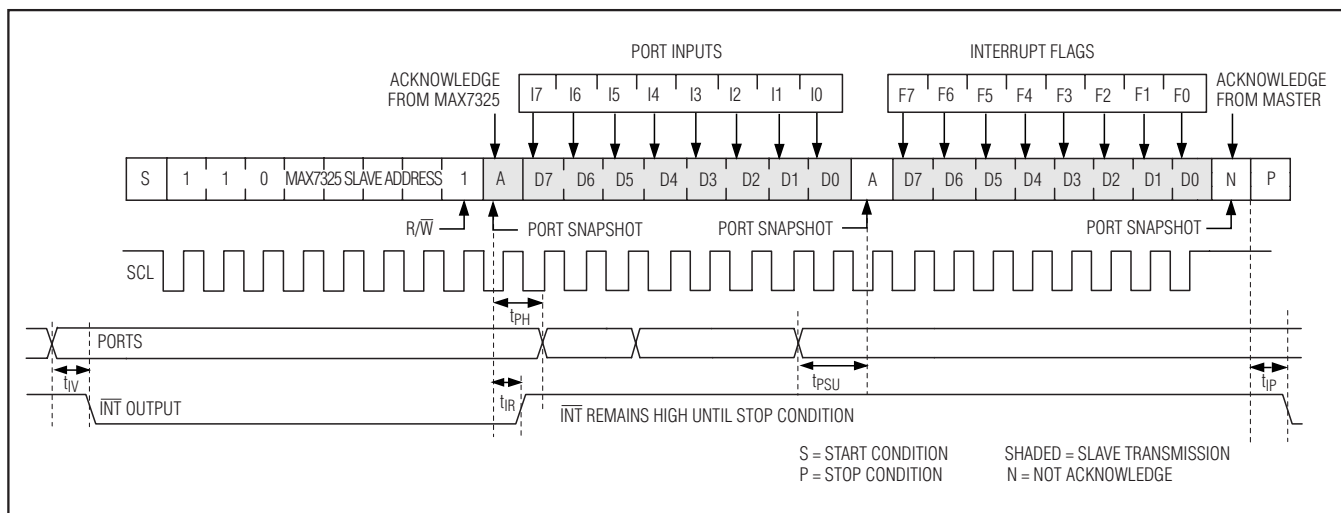 PORT INPUTS
INTERRUPT FLAGS
ACKNOWLEDGE
FROM MAX7325
I7 I6 I5 I4 I3 I2 I1 I0
F7 F6 F5 F4 F3 F2 F1 F0
ACKNOWLEDGE
FROM MASTER
S 1 1 0 MAX7325 SLAVE ADDRESS 1 A D7 D6 D5 D4 D3 D2 D1 D0 A D7 D6 D5 D4 D3 D2 D1 D0 N P
R/W̅ PORT SNAPSHOT PORT SNAPSHOT PORT SNAPSHOT
SCL
tPH
PORTS
tIV
tPSU
tIP
tIR
I̅N̅T̅ OUTPUT
I̅N̅T̅ REMAINS HIGH UNTIL STOP CONDITION
S = START CONDITION SHADED = SLAVE TRANSMISSION
P = STOP CONDITION N = NOT ACKNOWLEDGE